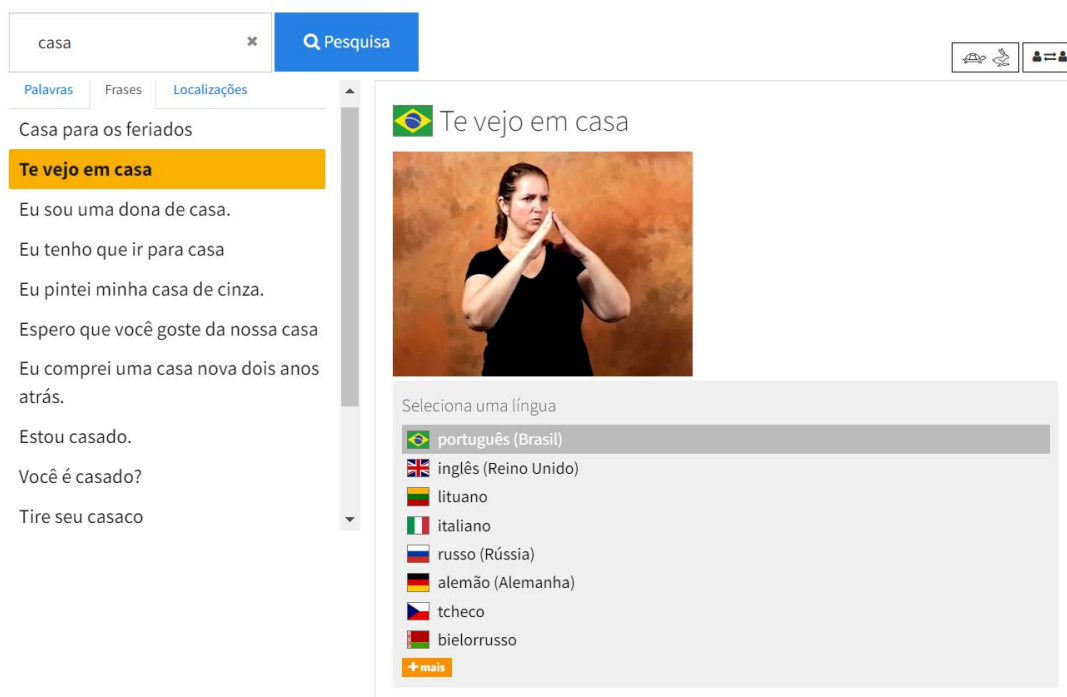 casa
Pesquisa
Palavras
Frases
Localizações
Casa para os feriados
Te vejo em casa
Eu sou uma dona de casa.
Eu tenho que ir para casa
Eu pintei minha casa de cinza.
Espero que você goste da nossa casa
Eu comprei uma casa nova dois anos
atrás.
Estou casado.
Você é casado?
Tire seu casaco
Te vejo em casa
Seleciona uma língua
português (Brasil)
inglês (Reino Unido)
lituano
italiano
russo (Rússia)
alemão (Alemanha)
tcheco
bielorrusso
+ mais